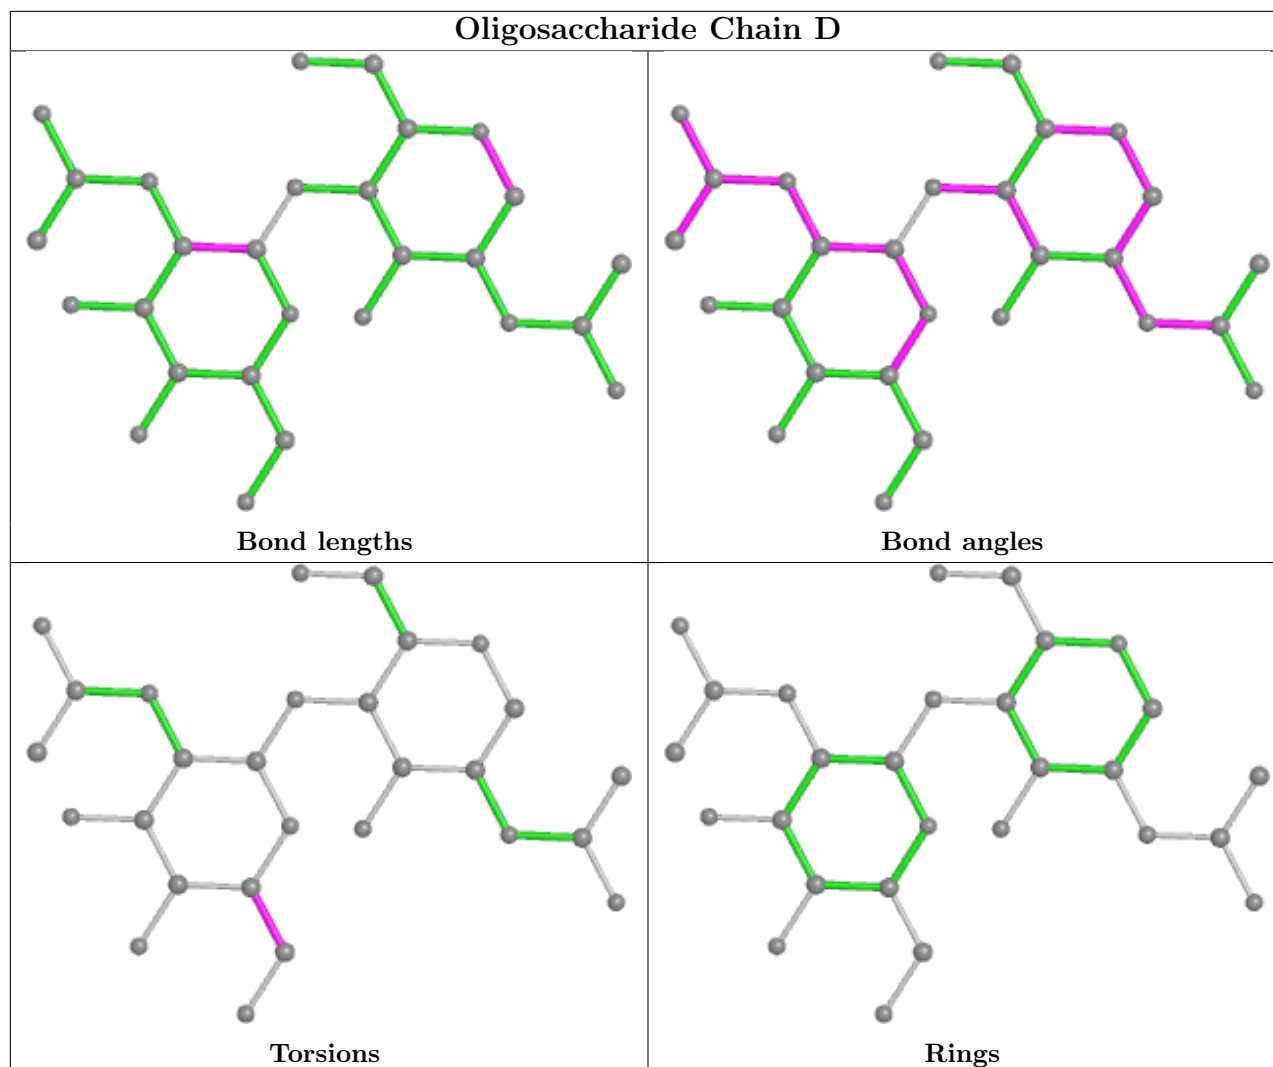 Oligosaccharide Chain D
Bond lengths
Bond angles
Torsions
Rings